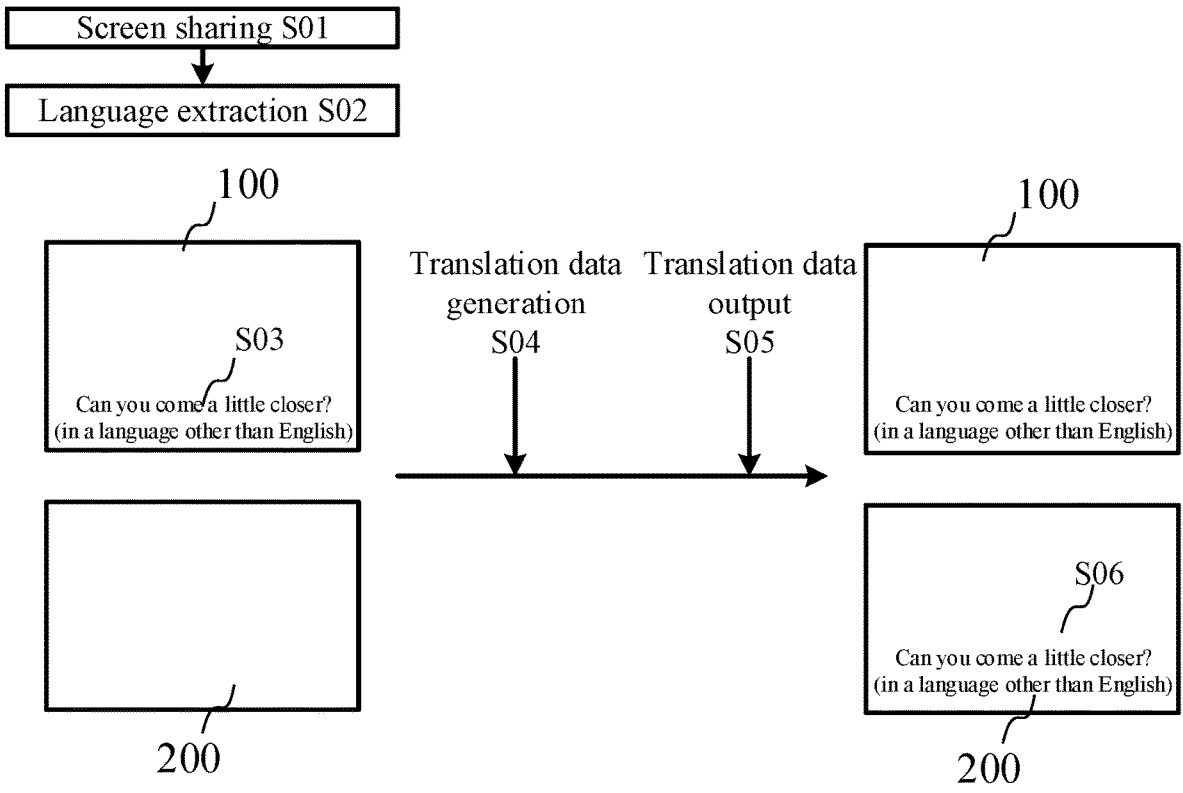 Screen sharing S01
Language extraction S02
100
S03
Can you come a little closer?
(in a language other than English)
200
Translation data
generation
S04
Translation data
output
S05
100
Can you come a little closer?
(in a language other than English)
S06
Can you come a little closer?
(in a language other than English)
200